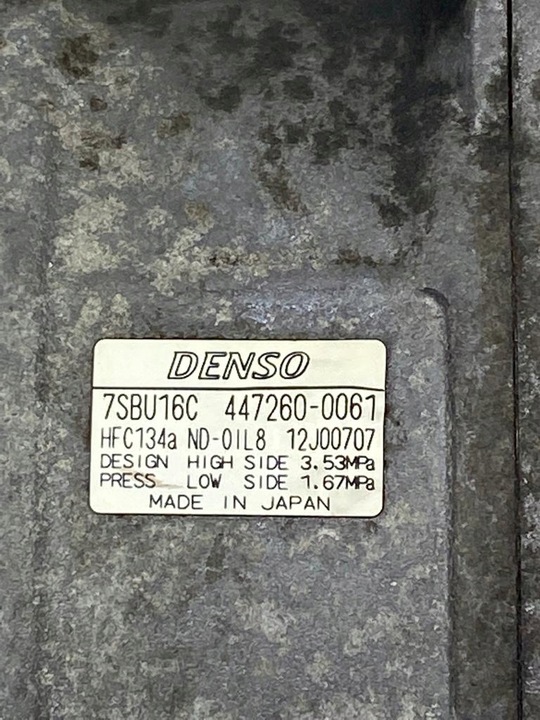 DENSO
7SBU16C 447260-0061
HFC134a ND-OIL8 12J00707
DESIGN HIGH SIDE 3.53MPa
PRESS LOW SIDE 1.67MPa
MADE IN JAPAN